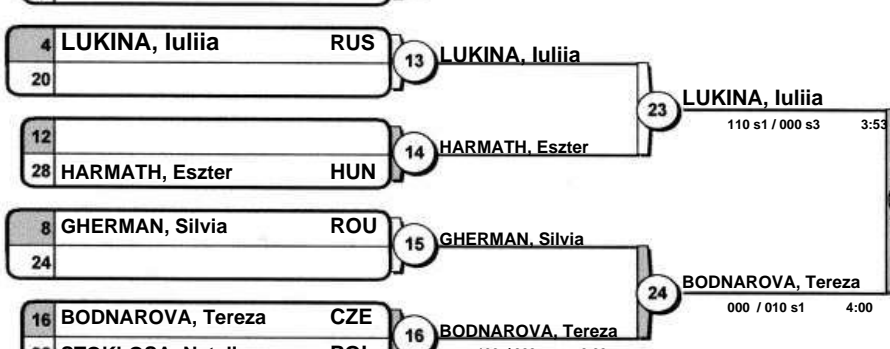 4 LUKINA, Iuliia RUS
20
13 LUKINA, Iuliia
12
28 HARMATH, Eszter HUN
14 HARMATH, Eszter
23 LUKINA, Iuliia
110 s1 / 000 s3 3:53
8 GHERMAN, Silvia ROU
24
15 GHERMAN, Silvia
16 BODNAROVA, Tereza CZE
16 BODNAROVA, Tereza
24 BODNAROVA, Tereza
000 / 010 s1 4:00